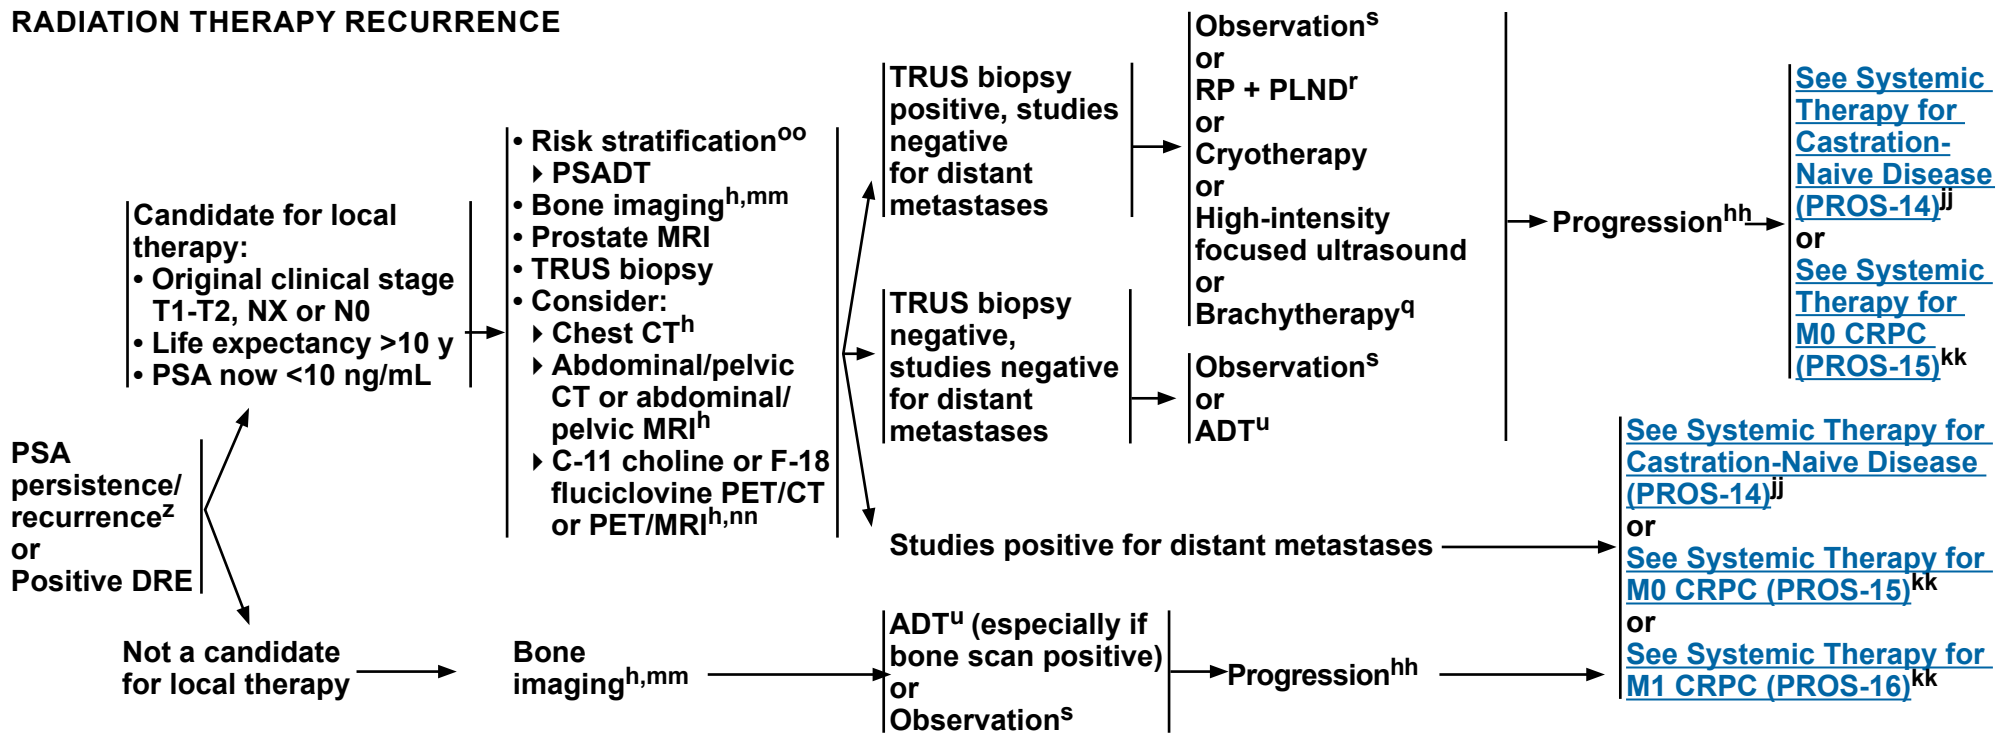 RADIATION THERAPY RECURRENCE
PSA
persistence/
recurrence^z
or
Positive DRE
Candidate for local
therapy:
• Original clinical stage
T1-T2, NX or N0
• Life expectancy >10 y
• PSA now <10 ng/mL
• Risk stratification^oo
▸ PSADT
• Bone imaging^h,mm
• Prostate MRI
• TRUS biopsy
• Consider:
▸ Chest CT^h
▸ Abdominal/pelvic
CT or abdominal/
pelvic MRI^h
▸ C-11 choline or F-18
fluciclovine PET/CT
or PET/MRI^h,nn
TRUS biopsy
positive, studies
negative
for distant
metastases
Observation^s
or
RP + PLND^r
or
Cryotherapy
or
High-intensity
focused ultrasound
or
Brachytherapy^q
TRUS biopsy
negative,
studies negative
for distant
metastases
Observation^s
or
ADT^u
Progression^hh
See Systemic
Therapy for
Castration-
Naive Disease
(PROS-14)^jj
or
See Systemic
Therapy for
M0 CRPC
(PROS-15)^kk
Studies positive for distant metastases
Not a candidate
for local therapy
Bone
imaging^h,mm
ADT^u (especially if
bone scan positive)
or
Observation^s
Progression^hh
See Systemic Therapy for
Castration-Naive Disease
(PROS-14)^jj
or
See Systemic Therapy for
M0 CRPC (PROS-15)^kk
or
See Systemic Therapy for
M1 CRPC (PROS-16)^kk